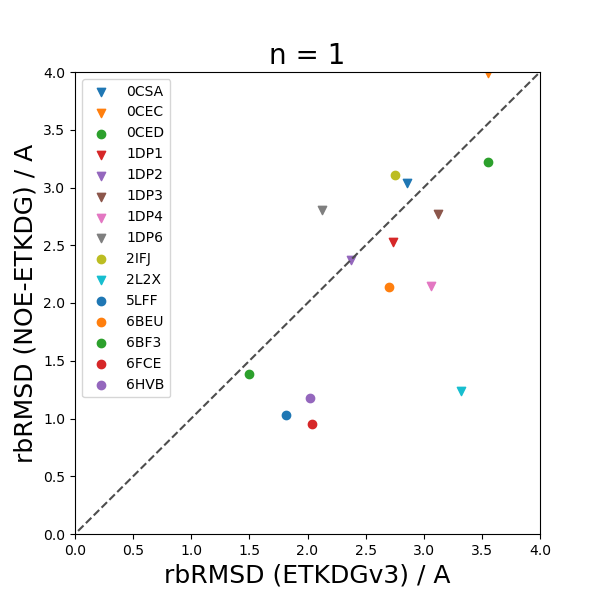 n = 1
4.0
3.5
3.0
2.5
2.0
1.5
1.0
0.5
0.0
rbRMSD (NOE-ETKDG) / A
0CSA
0CEC
0CED
1DP1
1DP2
1DP3
1DP4
1DP6
2IFJ
2L2X
5LFF
6BEU
6BF3
6FCE
6HVB
0.0 0.5 1.0 1.5 2.0 2.5 3.0 3.5 4.0
rbRMSD (ETKDGv3) / A